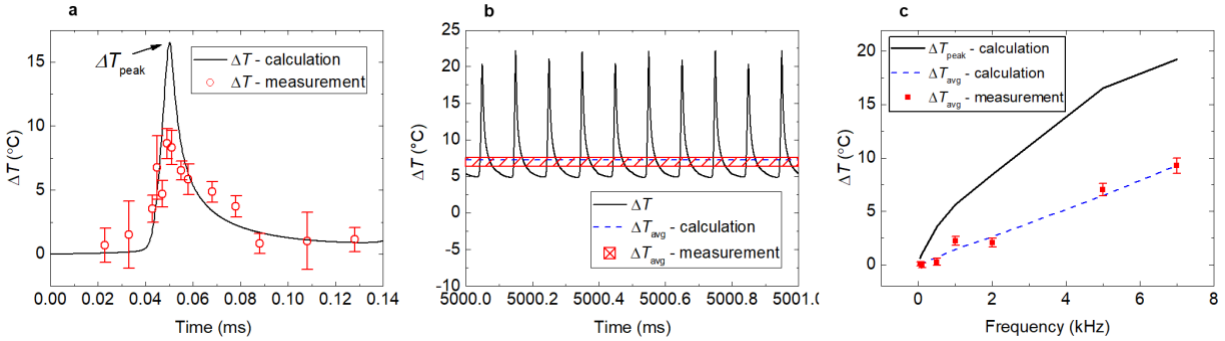 a
ΔT (°C)
15
10
5
0
ΔTpeak
ΔT - calculation
ΔT - measurement
0.00 0.02 0.04 0.06 0.08 0.10 0.12 0.14
Time (ms)
b
ΔT (°C)
25
20
15
10
5
0
-5
-10
ΔT
ΔTavg - calculation
ΔTavg - measurement
5000.0 5000.2 5000.4 5000.6 5000.8 5001.0
Time (ms)
c
ΔT (°C)
20
15
10
5
0
ΔTpeak - calculation
ΔTavg - calculation
ΔTavg - measurement
0 2 4 6 8
Frequency (kHz)